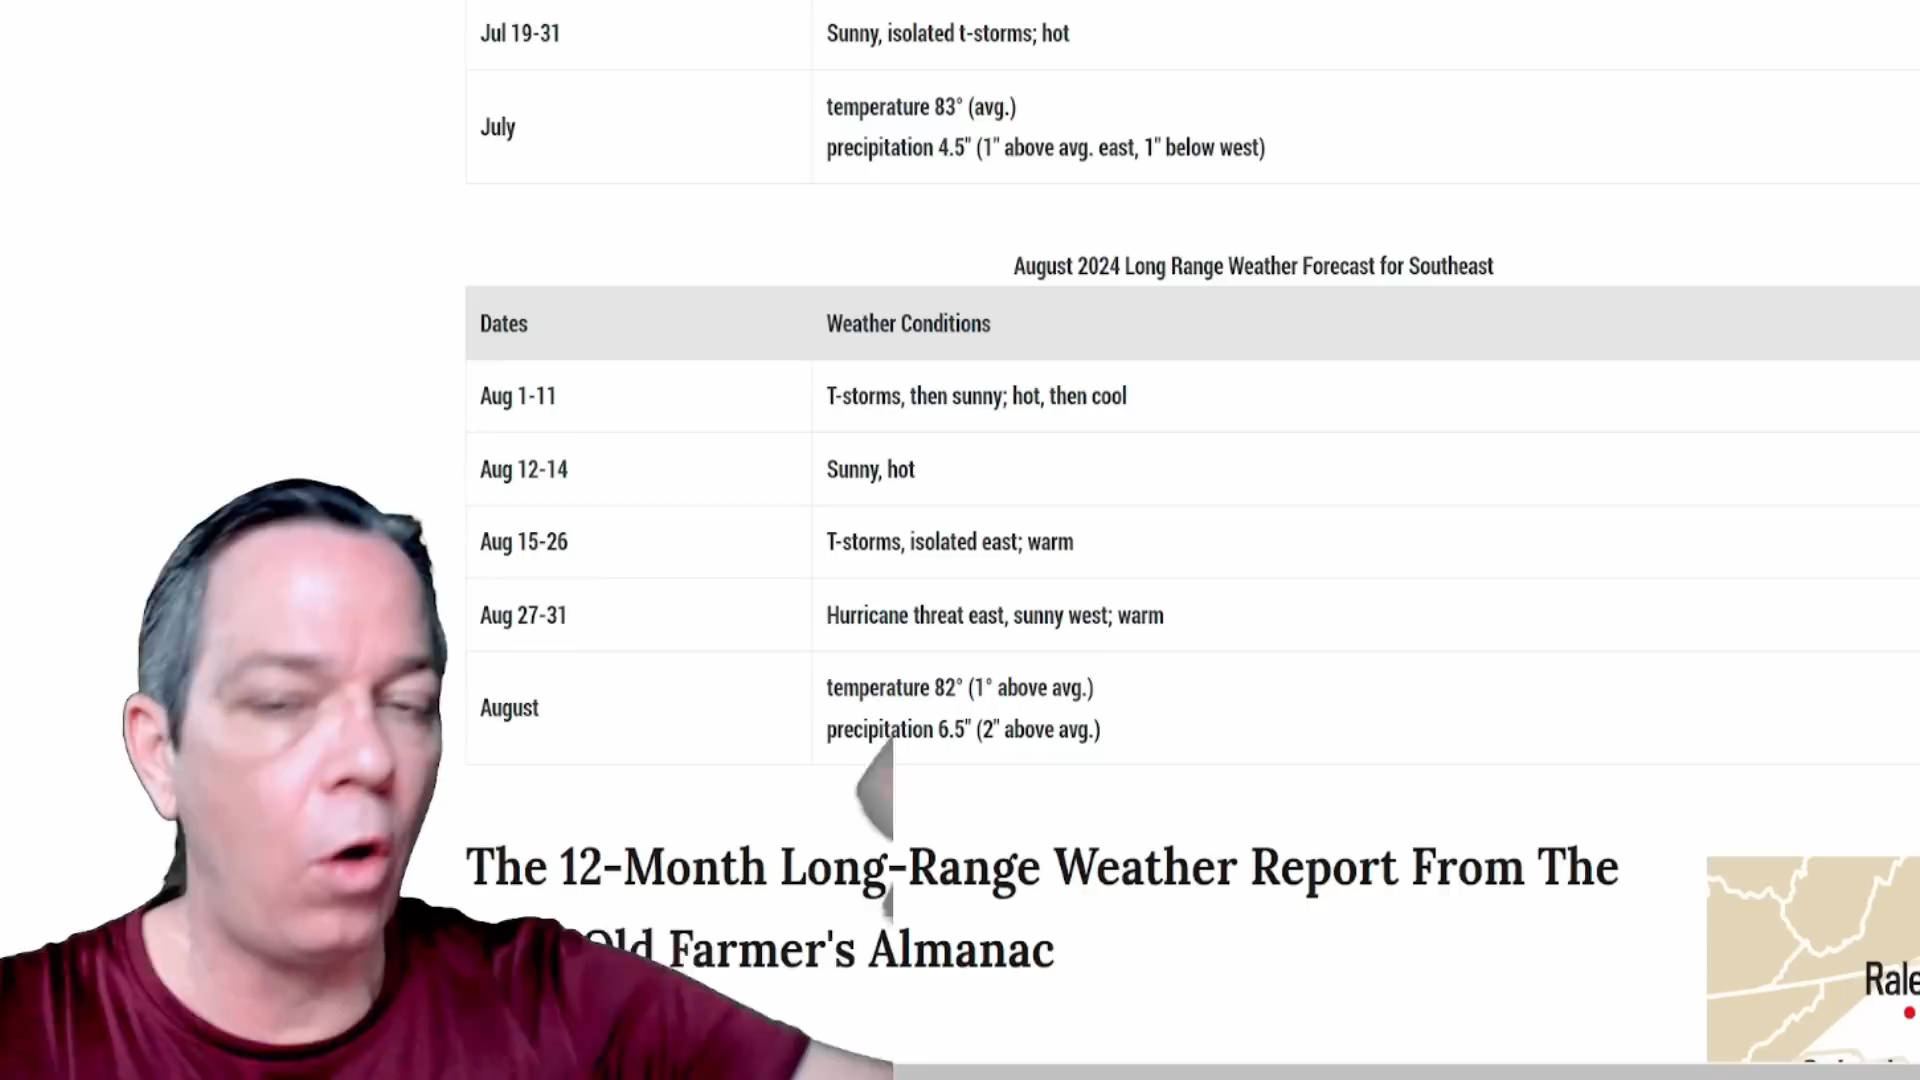 Jul 19-31 Sunny, isolated t-storms; hot
July
temperature 83° (avg.)
precipitation 4.5" (1" above avg. east, 1" below west)
August 2024 Long Range Weather Forecast for Southeast
Dates Weather Conditions
Aug 1-11 T-storms, then sunny; hot, then cool
Aug 12-14 Sunny, hot
Aug 15-26 T-storms, isolated east; warm
Aug 27-31 Hurricane threat east, sunny west; warm
August
temperature 82° (1° above avg.)
precipitation 6.5" (2" above avg.)
The 12-Month Long-Range Weather Report From The
Old Farmer's Almanac
Rale